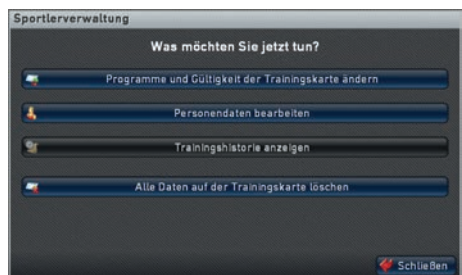 Sportlerverwaltung
Was möchten Sie jetzt tun?
Programme und Gültigkeit der Trainingskarte ändern
Personendaten bearbeiten
Trainingshistorie anzeigen
Alle Daten auf der Trainingskarte löschen
Schließen